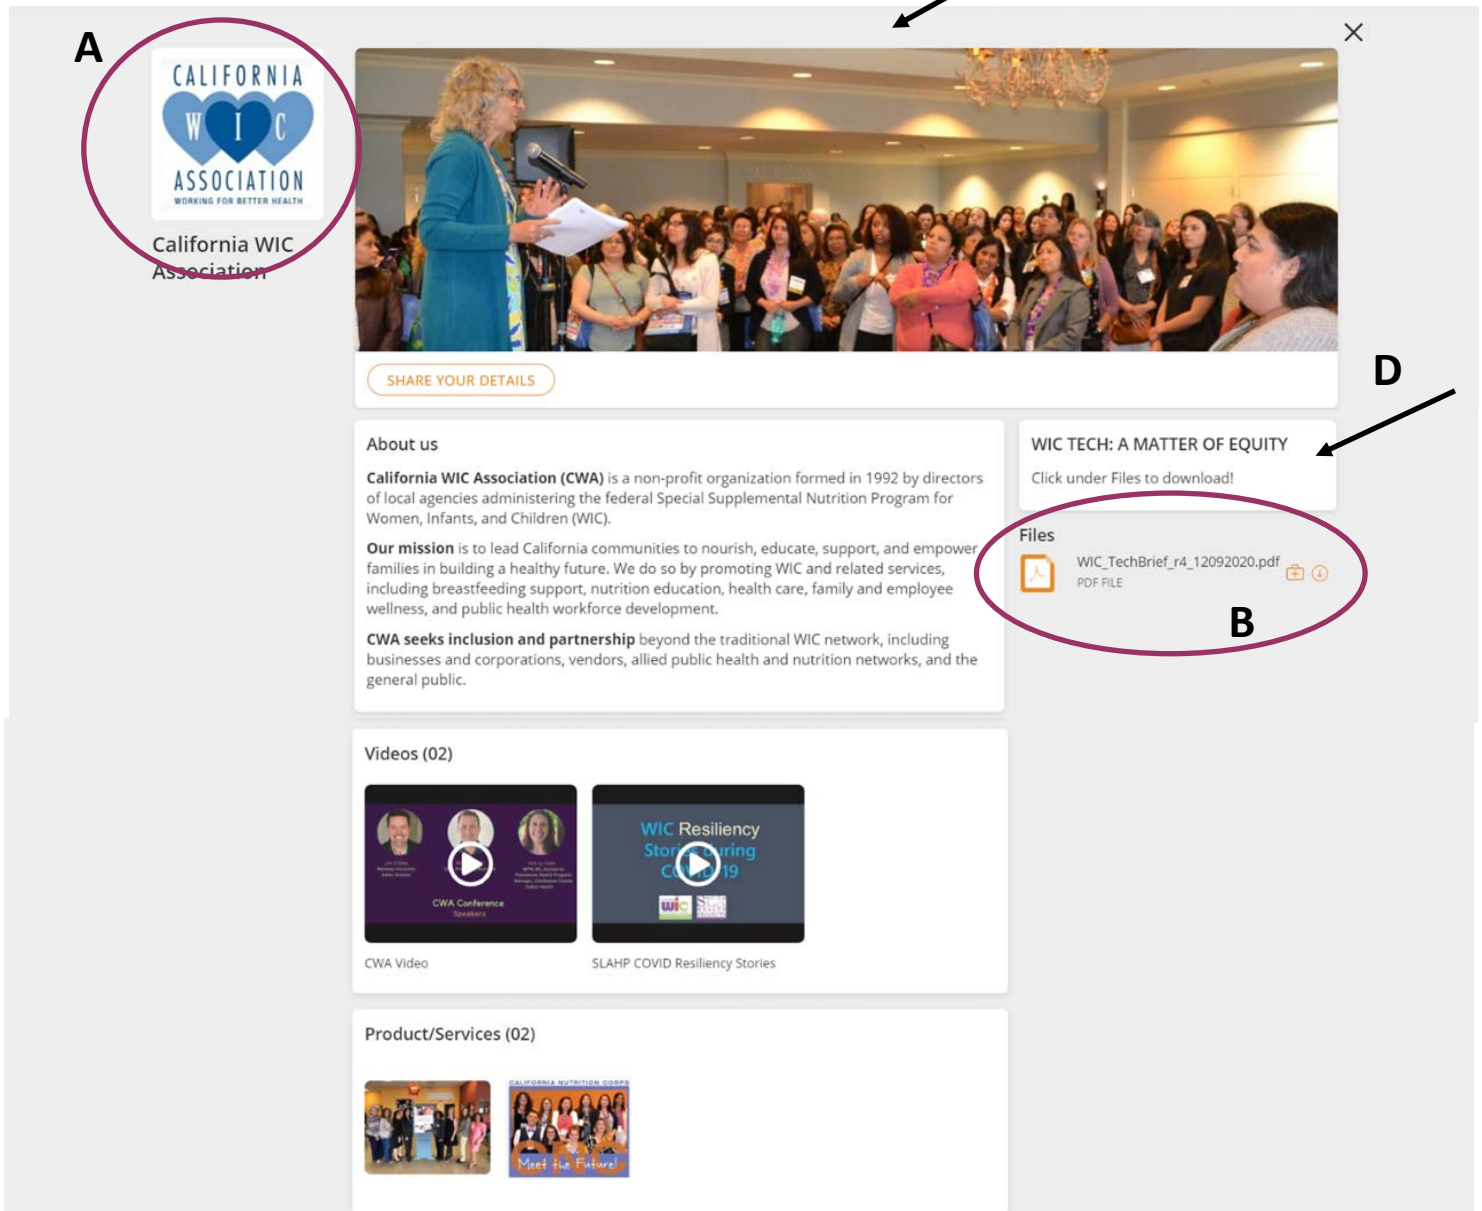 A
CALIFORNIA
W I C
ASSOCIATION
WORKING FOR BETTER HEALTH
California WIC
Association
SHARE YOUR DETAILS
D
About us
California WIC Association (CWA) is a non-profit organization formed in 1992 by directors
of local agencies administering the federal Special Supplemental Nutrition Program for
Women, Infants, and Children (WIC).
Our mission is to lead California communities to nourish, educate, support, and empower
families in building a healthy future. We do so by promoting WIC and related services,
including breastfeeding support, nutrition education, health care, family and employee
wellness, and public health workforce development.
CWA seeks inclusion and partnership beyond the traditional WIC network, including
businesses and corporations, vendors, allied public health and nutrition networks, and the
general public.
WIC TECH: A MATTER OF EQUITY
Click under Files to download!
Files
WIC_TechBrief_r4_12092020.pdf
PDF FILE
B
Videos (02)
CWA Conference
Speakers
CWA Video
WIC Resiliency
Stories during
COVID 19
wic
SLAHP COVID Resiliency Stories
Product/Services (02)
CALIFORNIA NUTRITION CORPS
CNC
Meet the Future!